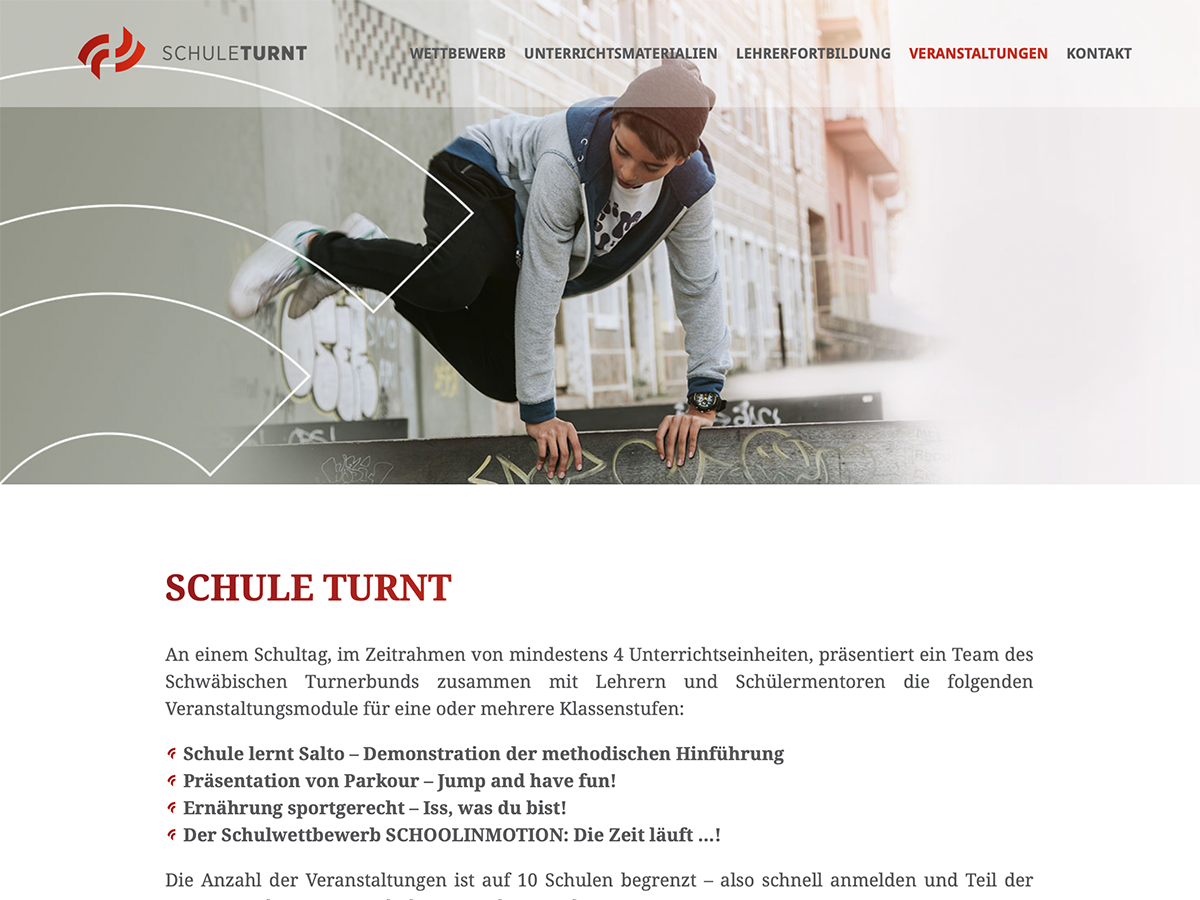 SCHULETURNT
WETTBEWERB UNTERRICHTSMATERIALIEN LEHRERFORTBILDUNG VERANSTALTUNGEN KONTAKT
SCHULE TURNT
An einem Schultag, im Zeitrahmen von mindestens 4 Unterrichtseinheiten, präsentiert ein Team des
Schwäbischen Turnerbunds zusammen mit Lehrern und Schülermentoren die folgenden
Veranstaltungsmodule für eine oder mehrere Klassenstufen:
Schule lernt Salto – Demonstration der methodischen Hinführung
Präsentation von Parkour – Jump and have fun!
Ernährung sportgerecht – Iss, was du bist!
Der Schulwettbewerb SCHOOLINMOTION: Die Zeit läuft …!
Die Anzahl der Veranstaltungen ist auf 10 Schulen begrenzt – also schnell anmelden und Teil der